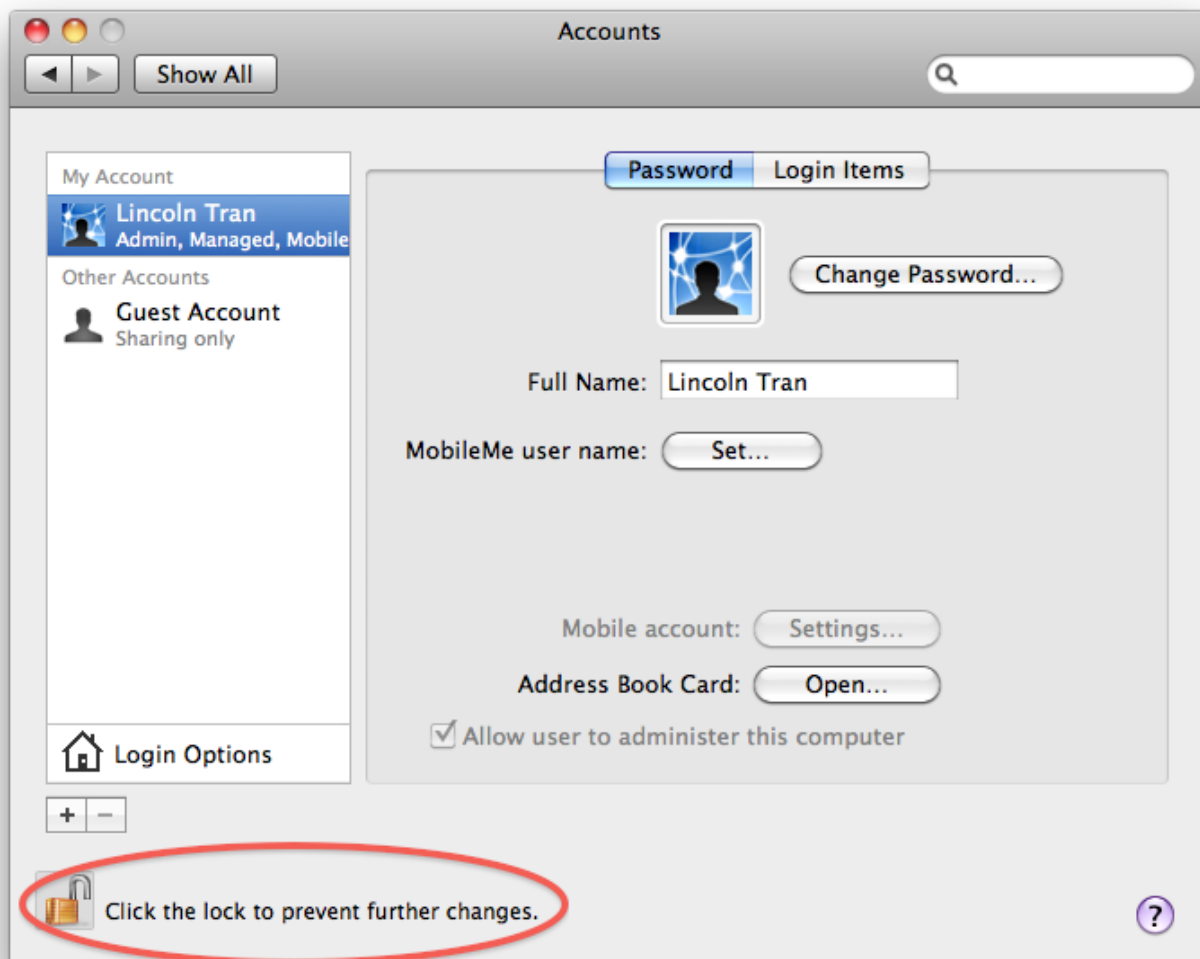 Accounts
Show All
My Account
Lincoln Tran
Admin, Managed, Mobile
Other Accounts
Guest Account
Sharing only
Login Options
+ −
Password Login Items
Change Password...
Full Name: Lincoln Tran
MobileMe user name: Set...
Mobile account: Settings...
Address Book Card: Open...
Allow user to administer this computer
Click the lock to prevent further changes.
?